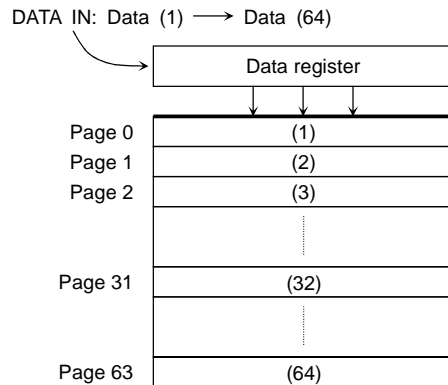 DATA IN: Data (1) → Data (64)
Data register
Page 0 (1)
Page 1 (2)
Page 2 (3)
Page 31 (32)
Page 63 (64)